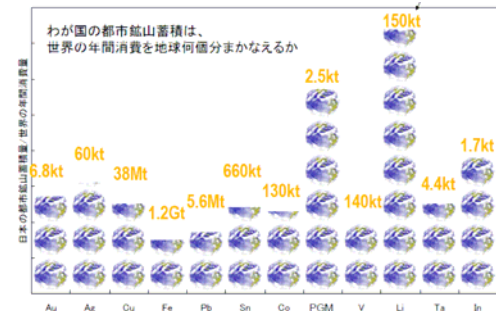 わが国の都市鉱山蓄積は、
世界の年間消費を地球何個分まかなえるか
日本の都市鉱山蓄積量/世界の年間消費量
6.8kt
60kt
38Mt
1.2Gt
5.6Mt
660kt
130kt
2.5kt
140kt
150kt
4.4kt
1.7kt
Au Ag Cu Fe Pb Sn Co PGM V Li Ta In